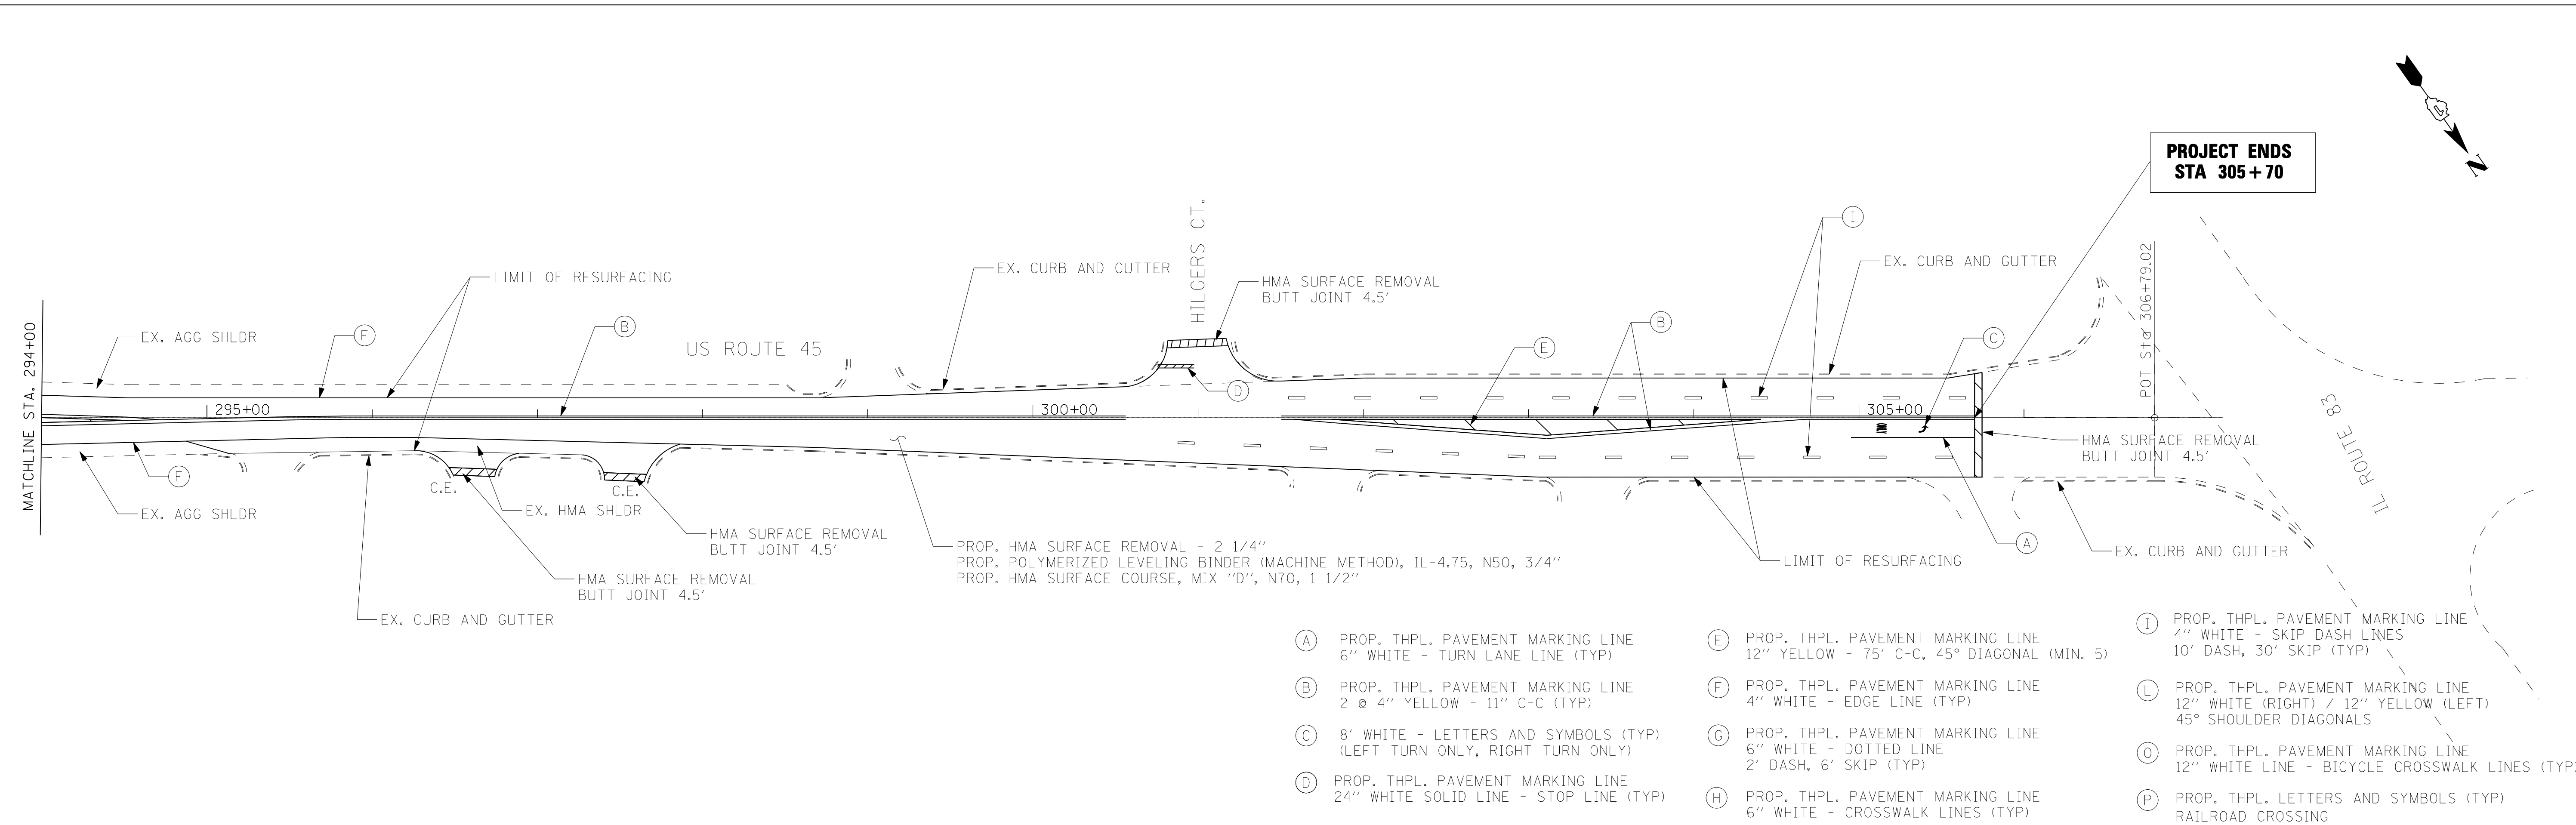 PROJECT ENDS
STA 305+70
N
MATCHLINE STA. 294+00
EX. AGG SHLDR
F
LIMIT OF RESURFACING
B
US ROUTE 45
EX. CURB AND GUTTER
HILGERS CT.
HMA SURFACE REMOVAL
BUTT JOINT 4.5'
D
E
B
I
EX. CURB AND GUTTER
C
POT Sta 306+79.02
295+00
300+00
305+00
F
EX. AGG SHLDR
C.E.
C.E.
EX. HMA SHLDR
HMA SURFACE REMOVAL
BUTT JOINT 4.5'
HMA SURFACE REMOVAL
BUTT JOINT 4.5'
EX. CURB AND GUTTER
PROP. HMA SURFACE REMOVAL - 2 1/4"
PROP. POLYMERIZED LEVELING BINDER (MACHINE METHOD), IL-4.75, N50, 3/4"
PROP. HMA SURFACE COURSE, MIX "D", N70, 1 1/2"
LIMIT OF RESURFACING
A
HMA SURFACE REMOVAL
BUTT JOINT 4.5'
EX. CURB AND GUTTER
IL ROUTE 83
A PROP. THPL. PAVEMENT MARKING LINE
6" WHITE - TURN LANE LINE (TYP)
B PROP. THPL. PAVEMENT MARKING LINE
2 @ 4" YELLOW - 11" C-C (TYP)
C 8' WHITE - LETTERS AND SYMBOLS (TYP)
(LEFT TURN ONLY, RIGHT TURN ONLY)
D PROP. THPL. PAVEMENT MARKING LINE
24" WHITE SOLID LINE - STOP LINE (TYP)
E PROP. THPL. PAVEMENT MARKING LINE
12" YELLOW - 75' C-C, 45° DIAGONAL (MIN. 5)
F PROP. THPL. PAVEMENT MARKING LINE
4" WHITE - EDGE LINE (TYP)
G PROP. THPL. PAVEMENT MARKING LINE
6" WHITE - DOTTED LINE
2' DASH, 6' SKIP (TYP)
H PROP. THPL. PAVEMENT MARKING LINE
6" WHITE - CROSSWALK LINES (TYP)
I PROP. THPL. PAVEMENT MARKING LINE
4" WHITE - SKIP DASH LINES
10' DASH, 30' SKIP (TYP)
L PROP. THPL. PAVEMENT MARKING LINE
12" WHITE (RIGHT) / 12" YELLOW (LEFT)
45° SHOULDER DIAGONALS
O PROP. THPL. PAVEMENT MARKING LINE
12" WHITE LINE - BICYCLE CROSSWALK LINES (TYP
P PROP. THPL. LETTERS AND SYMBOLS (TYP)
RAILROAD CROSSING